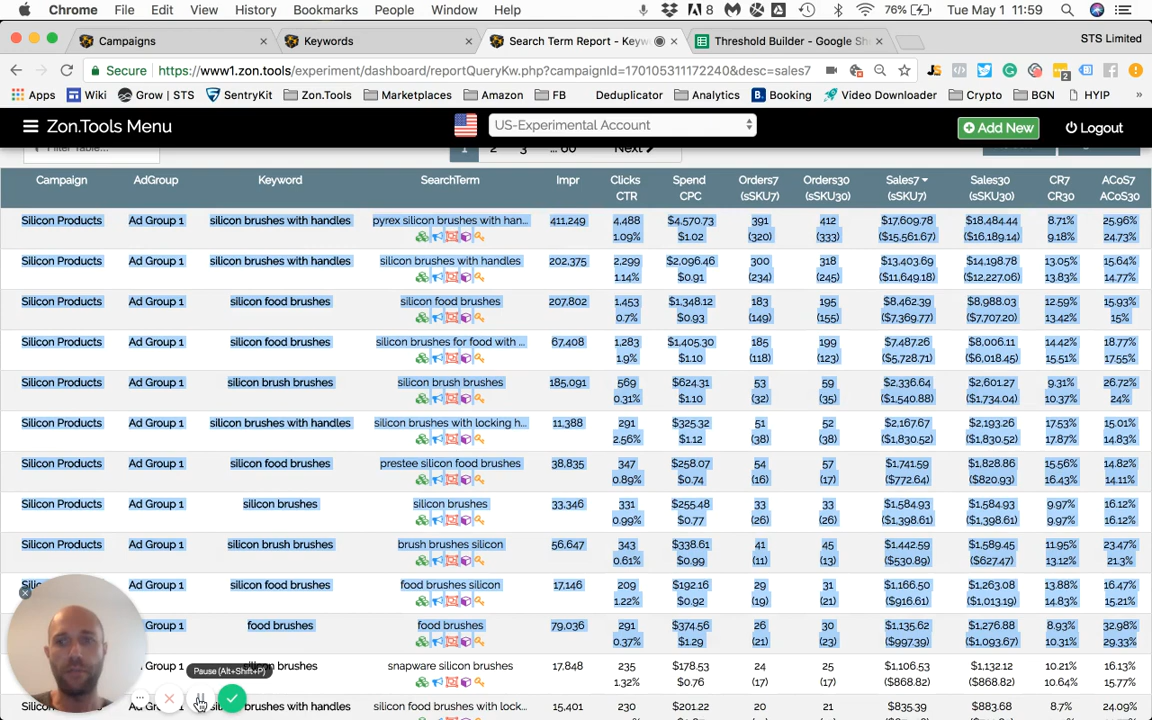 Chrome File Edit View History Bookmarks People Window Help 8 76% Tue May 1 11:59
Campaigns × Keywords × Search Term Report - Keyw × Threshold Builder - Google She × STS Limited
Secure https://www1.zon.tools/experiment/dashboard/reportQueryKw.php?campaignId=170105311172240&desc=sales7
Apps Wiki Grow | STS SentryKit Zon.Tools Marketplaces Amazon FB Deduplicator Analytics Booking Video Downloader Crypto BGN HYIP »
Zon.Tools Menu US-Experimental Account Add New Logout
Filter Table... 1 2 3 ... 60 Next
Campaign AdGroup Keyword SearchTerm Impr Clicks Spend Orders7 Orders30 Sales7 Sales30 CR7 ACoS7
CTR CPC (sSKU7) (sSKU30) (sSKU7) (sSKU30) CR30 ACoS30
Silicon Products Ad Group 1 silicon brushes with handles pyrex silicon brushes with han... 411,249 4,488 $4,570.73 391 412 $17,609.78 $18,484.44 8.71% 25.96%
1.09% $1.02 (320) (333) ($15,561.67) ($16,189.14) 9.18% 24.73%
Silicon Products Ad Group 1 silicon brushes with handles silicon brushes with handles 202,375 2,299 $2,096.46 300 318 $13,403.69 $14,198.78 13.05% 15.64%
1.14% $0.91 (234) (245) ($11,649.18) ($12,227.06) 13.83% 14.77%
Silicon Products Ad Group 1 silicon food brushes silicon food brushes 207,802 1,453 $1,348.12 183 195 $8,462.39 $8,988.03 12.59% 15.93%
0.7% $0.93 (149) (155) ($7,369.77) ($7,707.20) 13.42% 15%
Silicon Products Ad Group 1 silicon food brushes silicon brushes for food with ... 67,408 1,283 $1,405.30 185 199 $7,487.26 $8,006.11 14.42% 18.77%
1.9% $1.10 (118) (123) ($5,728.71) ($6,018.45) 15.51% 17.55%
Silicon Products Ad Group 1 silicon brush brushes silicon brush brushes 185,091 569 $624.31 53 59 $2,336.64 $2,601.27 9.31% 26.72%
0.31% $1.10 (32) (35) ($1,540.88) ($1,734.04) 10.37% 24%
Silicon Products Ad Group 1 silicon brushes with handles silicon brushes with locking h... 11,388 291 $325.32 51 52 $2,167.67 $2,193.26 17.53% 15.01%
2.56% $1.12 (38) (38) ($1,830.52) ($1,830.52) 17.87% 14.83%
Silicon Products Ad Group 1 silicon food brushes prestee silicon food brushes 38,835 347 $258.07 54 57 $1,741.59 $1,828.86 15.56% 14.82%
0.89% $0.74 (16) (17) ($772.64) ($820.93) 16.43% 14.11%
Silicon Products Ad Group 1 silicon brushes silicon brushes 33,346 331 $255.48 33 33 $1,584.93 $1,584.93 9.97% 16.12%
0.99% $0.77 (26) (26) ($1,398.61) ($1,398.61) 9.97% 16.12%
Silicon Products Ad Group 1 silicon brush brushes brush brushes silicon 56,647 343 $338.61 41 45 $1,442.59 $1,589.45 11.95% 23.47%
0.61% $0.99 (11) (13) ($530.89) ($627.47) 13.12% 21.3%
Products Ad Group 1 silicon food brushes food brushes silicon 17,146 209 $192.16 29 31 $1,166.50 $1,263.08 13.88% 16.47%
1.22% $0.92 (19) (21) ($916.61) ($1,013.19) 14.83% 15.21%
Group 1 food brushes food brushes 79,036 291 $374.56 26 30 $1,135.62 $1,276.88 8.93% 32.98%
0.37% $1.29 (21) (23) ($997.39) ($1,093.67) 10.31% 29.33%
Group 1 brushes snapware silicon brushes 17,848 235 $178.53 24 25 $1,106.53 $1,132.12 10.21% 16.13%
Pause (Alt+Shift+P)
1.32% $0.76 (17) (17) ($868.82) ($868.82) 10.64% 15.77%
silicon brushes with handles silicon food brushes with lock... 15,401 230 $201.22 20 20 $835.39 $835.39 8.7% 24.09%